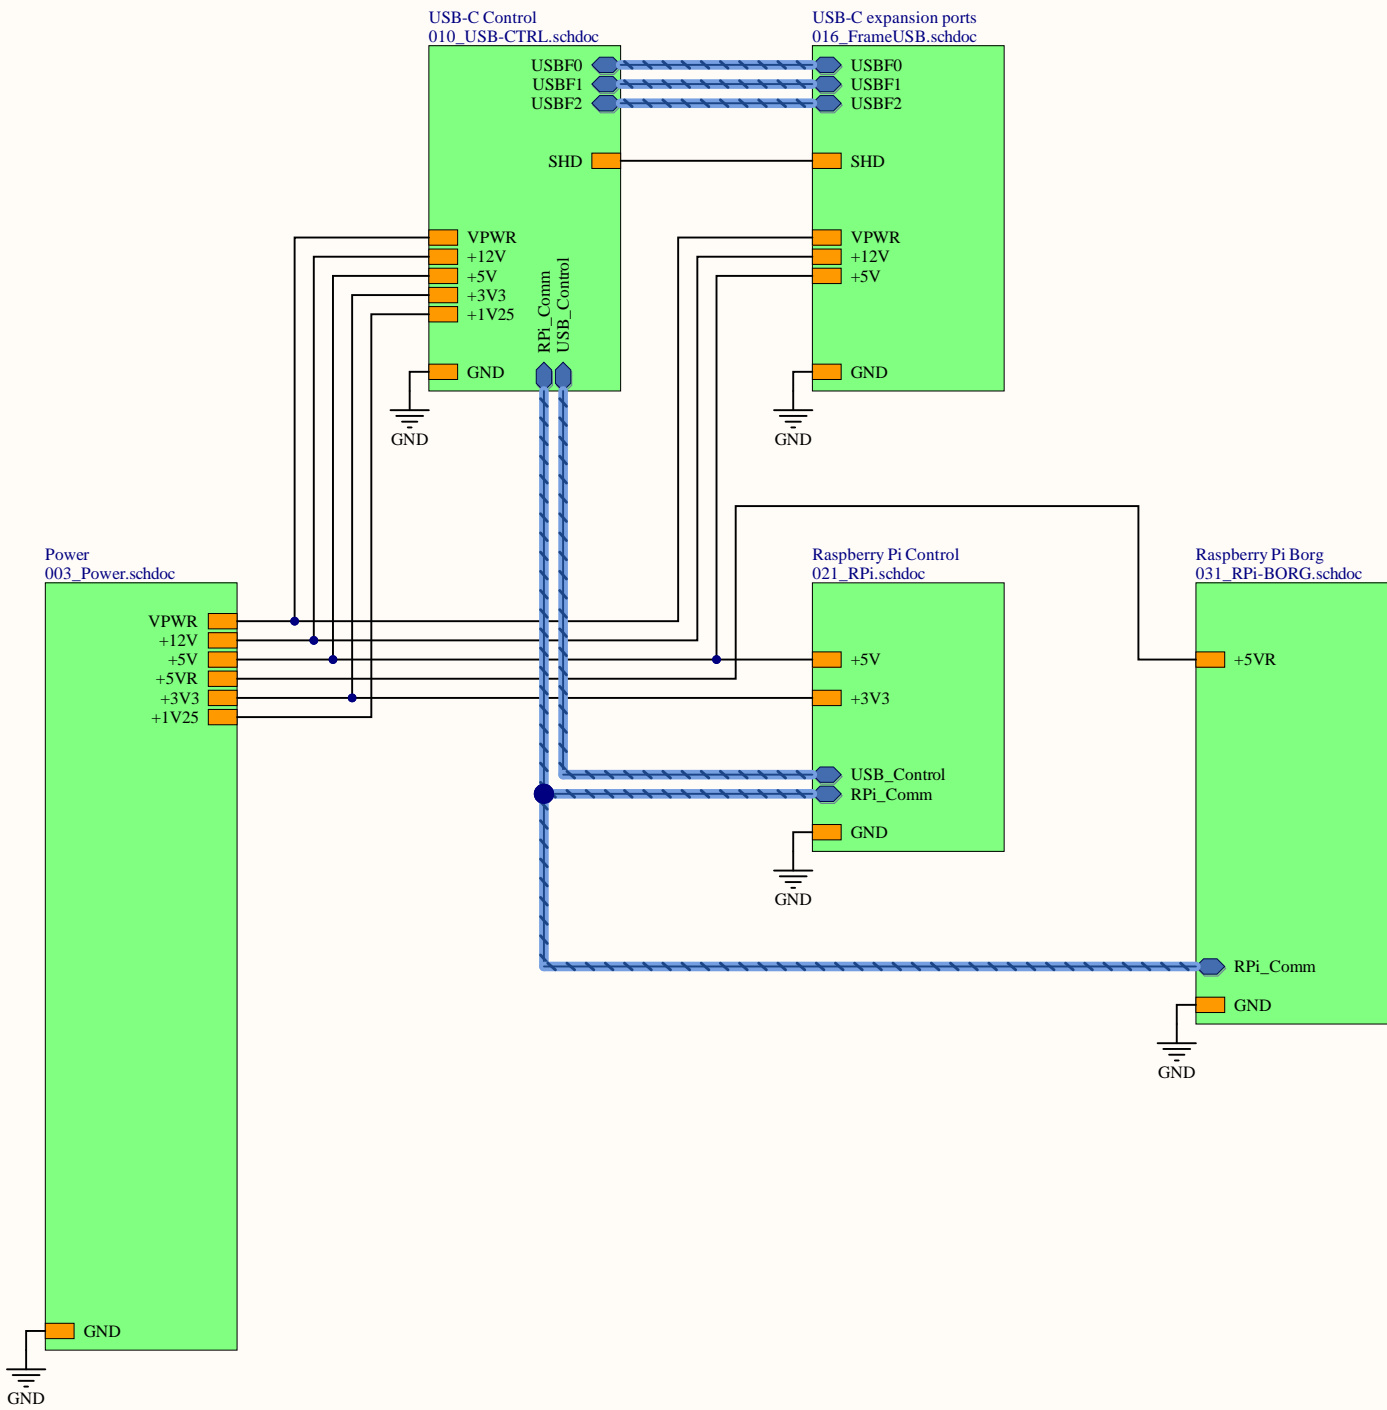 USB-C Control
010_USB-CTRL.schdoc
USBF0
USBF1
USBF2
SHD
VPWR
+12V
+5V
+3V3
+1V25
GND
RPi_Comm
USB_Control
GND
USB-C expansion ports
016_FrameUSB.schdoc
USBF0
USBF1
USBF2
SHD
VPWR
+12V
+5V
GND
GND
Power
003_Power.schdoc
VPWR
+12V
+5V
+5VR
+3V3
+1V25
GND
GND
Raspberry Pi Control
021_RPi.schdoc
+5V
+3V3
USB_Control
RPi_Comm
GND
GND
Raspberry Pi Borg
031_RPi-BORG.schdoc
+5VR
RPi_Comm
GND
GND